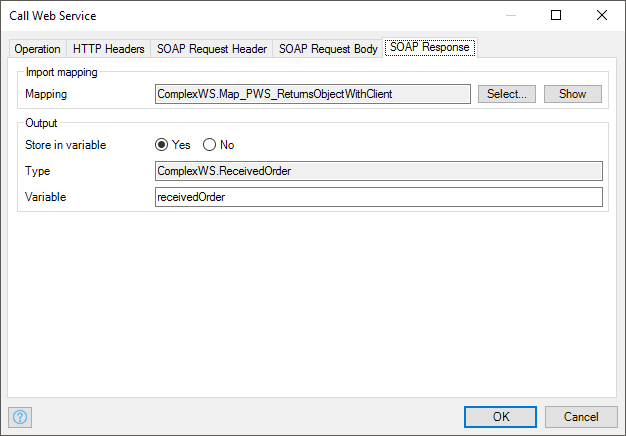 Call Web Service
Operation HTTP Headers SOAP Request Header SOAP Request Body SOAP Response
Import mapping
Mapping ComplexWS.Map_PWS_ReturnsObjectWithClient Select... Show
Output
Store in variable Yes No
Type ComplexWS.ReceivedOrder
Variable receivedOrder
? OK Cancel